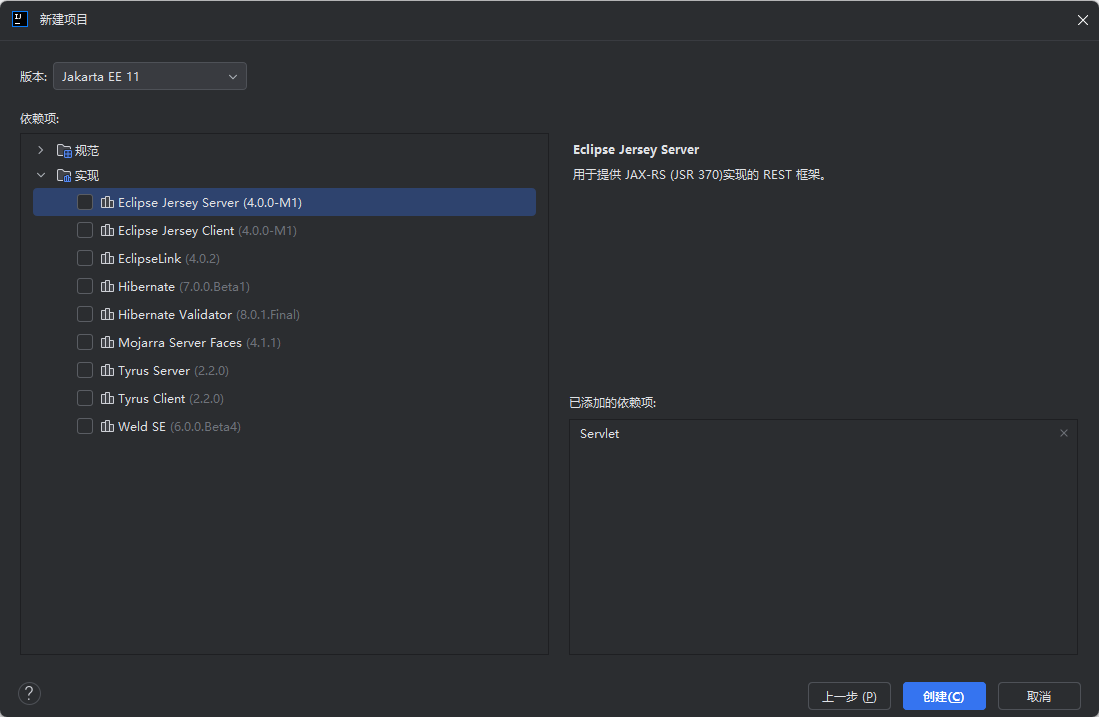 新建项目
版本: Jakarta EE 11
依赖项:
规范
实现
Eclipse Jersey Server (4.0.0-M1)
Eclipse Jersey Client (4.0.0-M1)
EclipseLink (4.0.2)
Hibernate (7.0.0.Beta1)
Hibernate Validator (8.0.1.Final)
Mojarra Server Faces (4.1.1)
Tyrus Server (2.2.0)
Tyrus Client (2.2.0)
Weld SE (6.0.0.Beta4)
Eclipse Jersey Server
用于提供 JAX-RS (JSR 370)实现的 REST 框架。
已添加的依赖项:
Servlet
?
上一步 (P)
创建(C)
取消